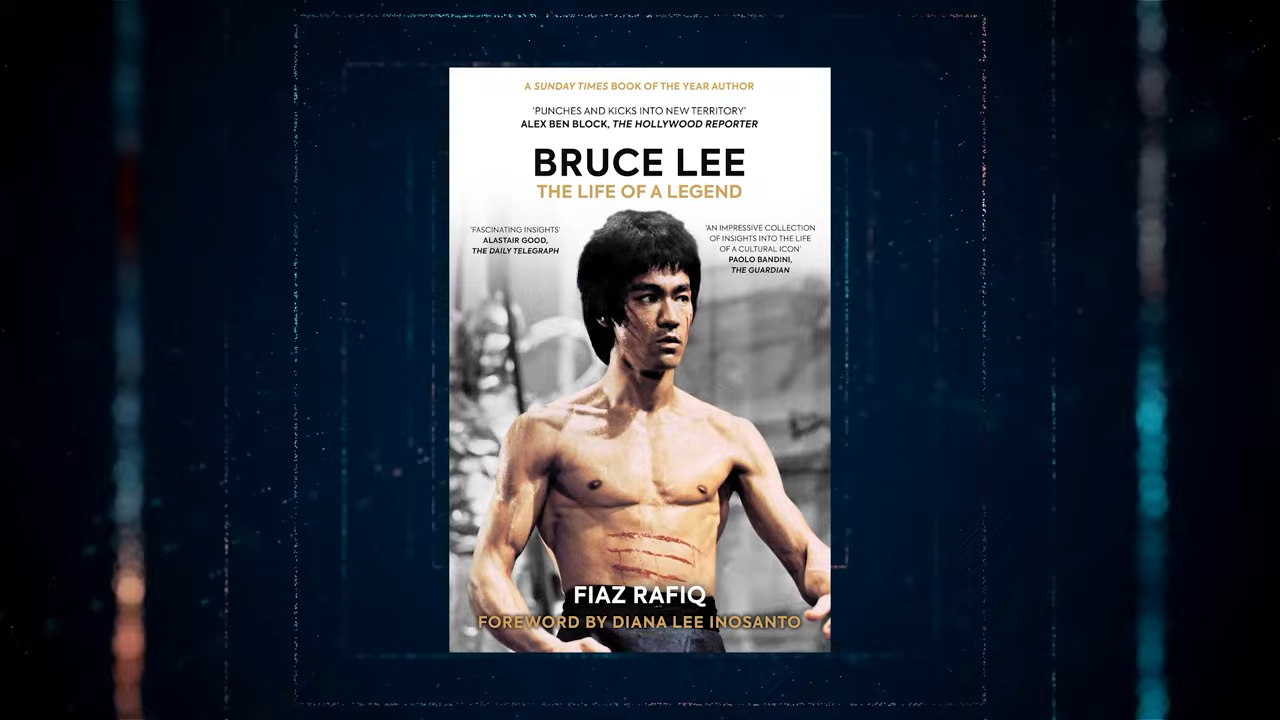 A SUNDAY TIMES BOOK OF THE YEAR AUTHOR
'PUNCHES AND KICKS INTO NEW TERRITORY'
ALEX BEN BLOCK, THE HOLLYWOOD REPORTER
BRUCE LEE
THE LIFE OF A LEGEND
'FASCINATING INSIGHTS'
ALASTAIR GOOD,
THE DAILY TELEGRAPH
'AN IMPRESSIVE COLLECTION
OF INSIGHTS INTO THE LIFE
OF A CULTURAL ICON'
PAOLO BANDINI,
THE GUARDIAN
FIAZ RAFIQ
FOREWORD BY DIANA LEE INOSANTO